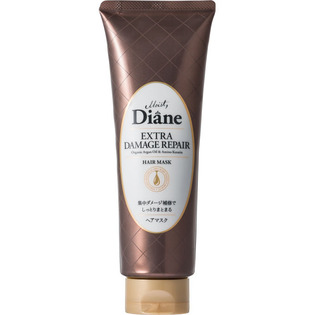 Moist
Diâne
EXTRA
DAMAGE REPAIR
Organic Argan Oil & Amino Keratin
HAIR MASK
集中ダメージ補修で
しっとりまとまる
ヘアマスク